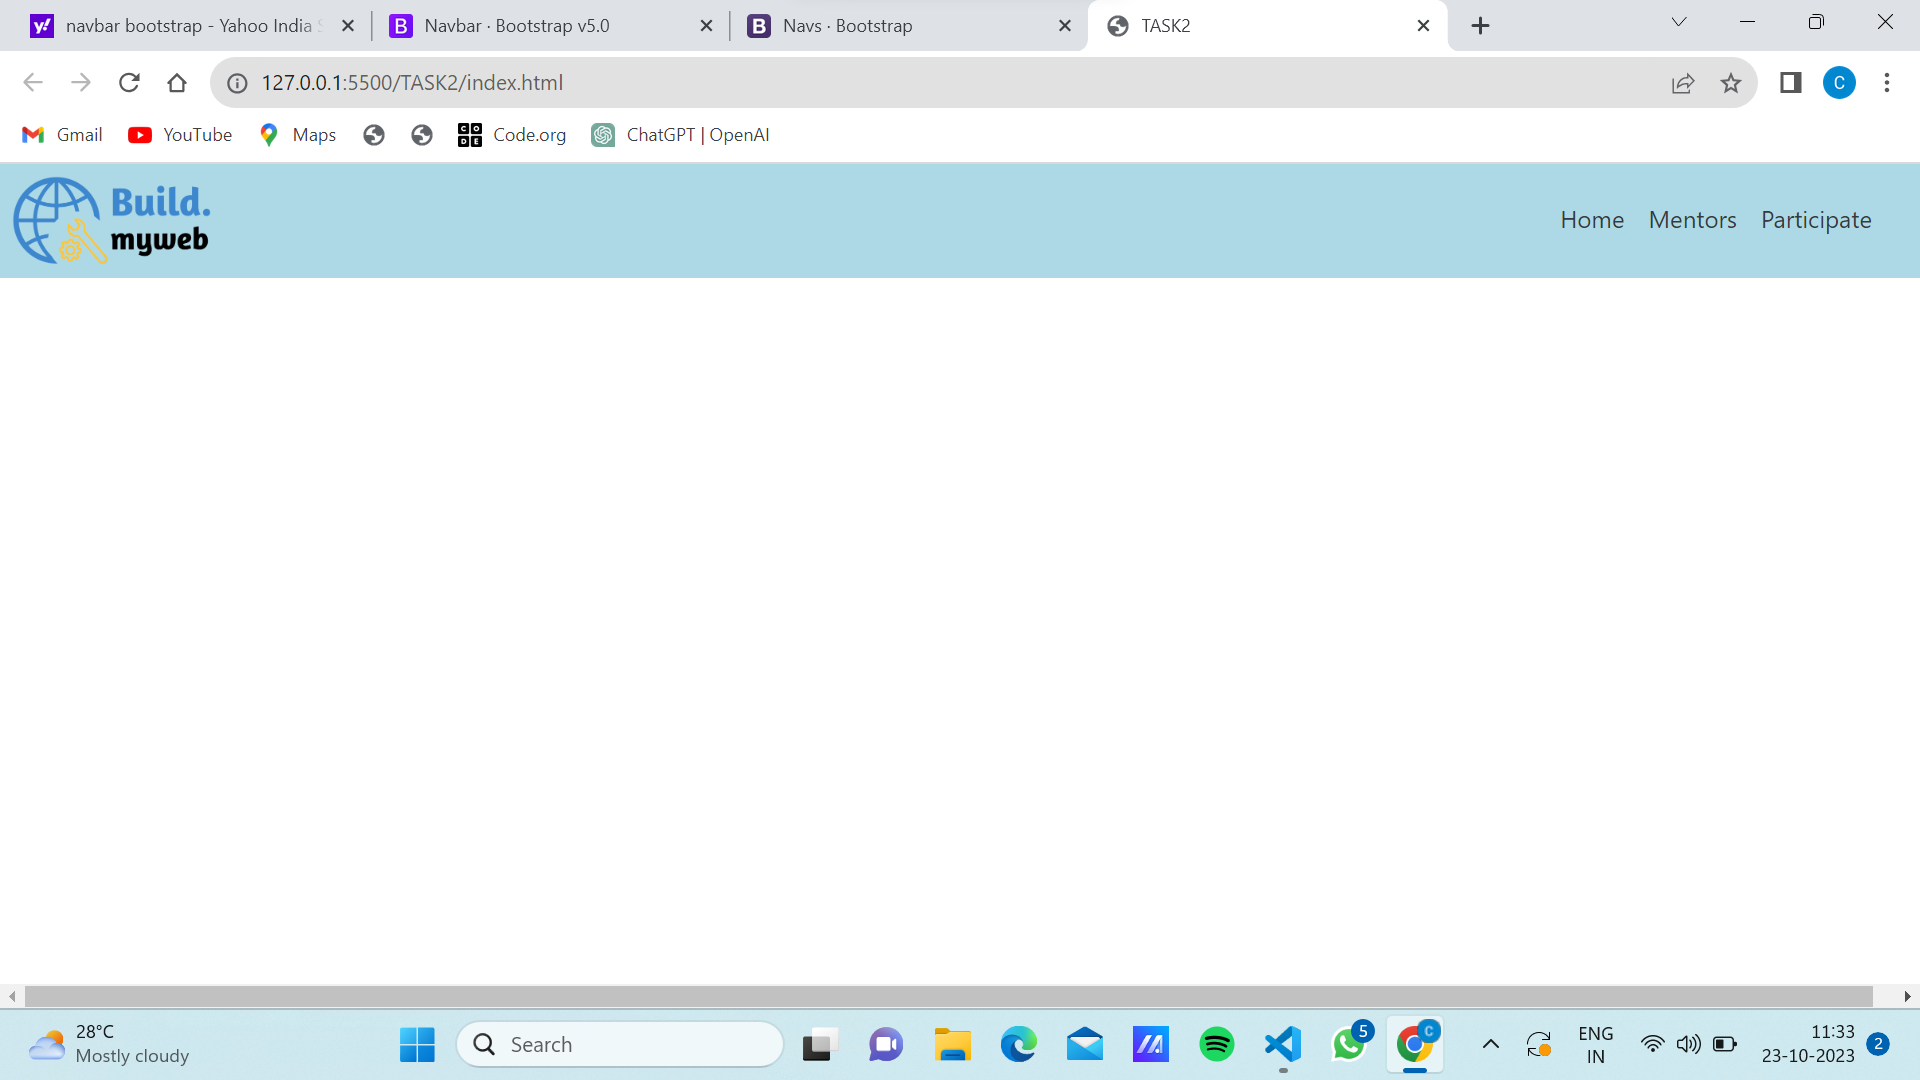 navbar bootstrap - Yahoo India
Navbar · Bootstrap v5.0
Navs · Bootstrap
TASK2
127.0.0.1:5500/TASK2/index.html
C
Gmail
YouTube
Maps
CODE
Code.org
ChatGPT | OpenAI
Build.
myweb
Home
Mentors
Participate
28°C
Mostly cloudy
Search
5
C
ENG
IN
11:33
23-10-2023
2